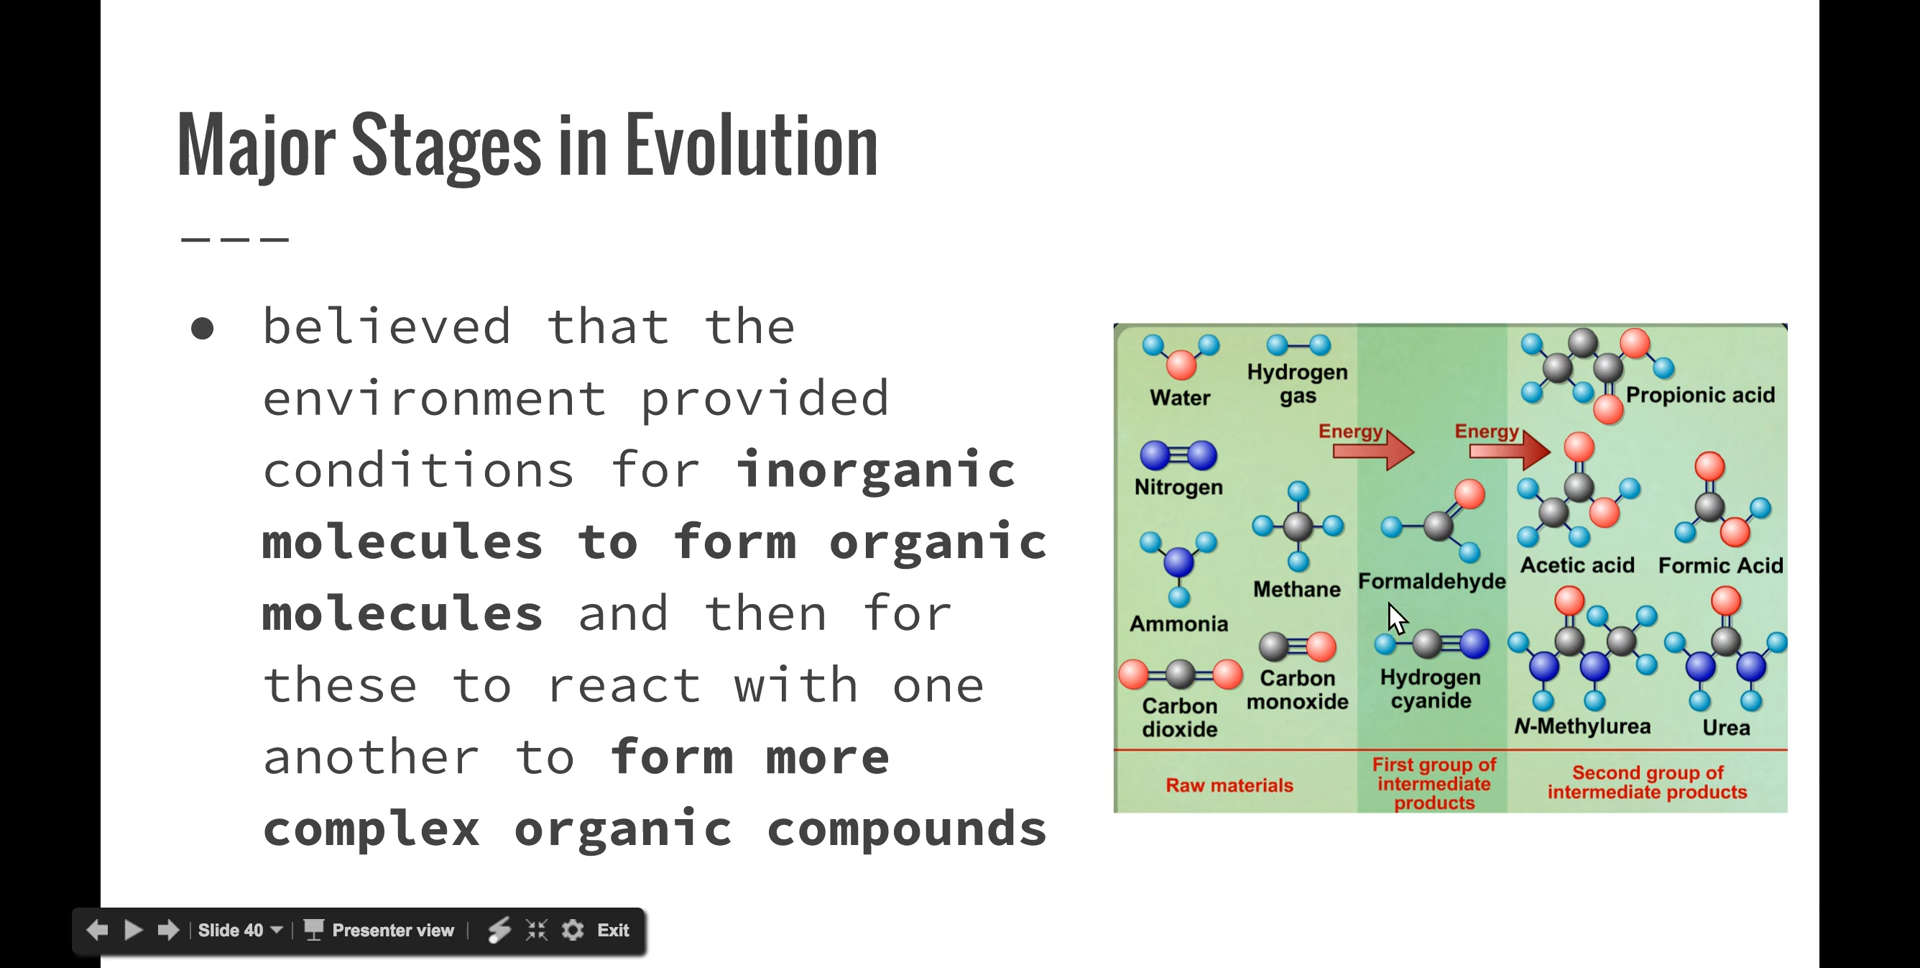 Major Stages in Evolution
● believed that the
environment provided
conditions for inorganic
molecules to form organic
molecules and then for
these to react with one
another to form more
complex organic compounds
Water
Hydrogen
gas
Propionic acid
Energy
Energy
Nitrogen
Methane
Formaldehyde
Acetic acid
Formic Acid
Ammonia
Carbon
monoxide
Hydrogen
cyanide
Carbon
dioxide
N-Methylurea
Urea
Raw materials
First group of
intermediate
products
Second group of
intermediate products
Slide 40
Presenter view
Exit